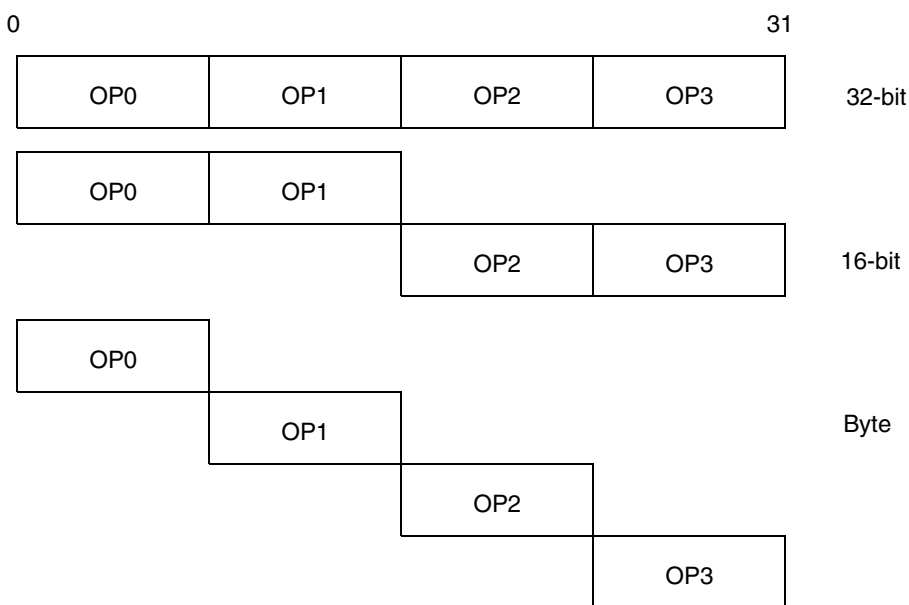 0 31
OP0 OP1 OP2 OP3 32-bit
OP0 OP1
OP2 OP3 16-bit
OP0
OP1 Byte
OP2
OP3